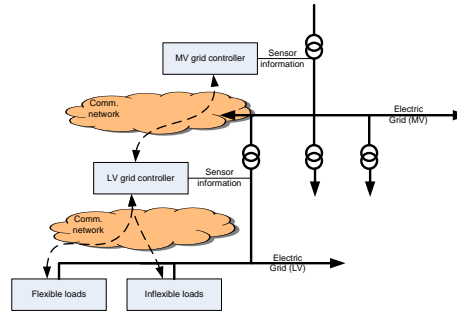 MV grid controller
Sensor
information
Comm.
network
Electric
Grid (MV)
LV grid controller
Sensor
information
Comm.
network
Electric
Grid (LV)
Flexible loads
Inflexible loads